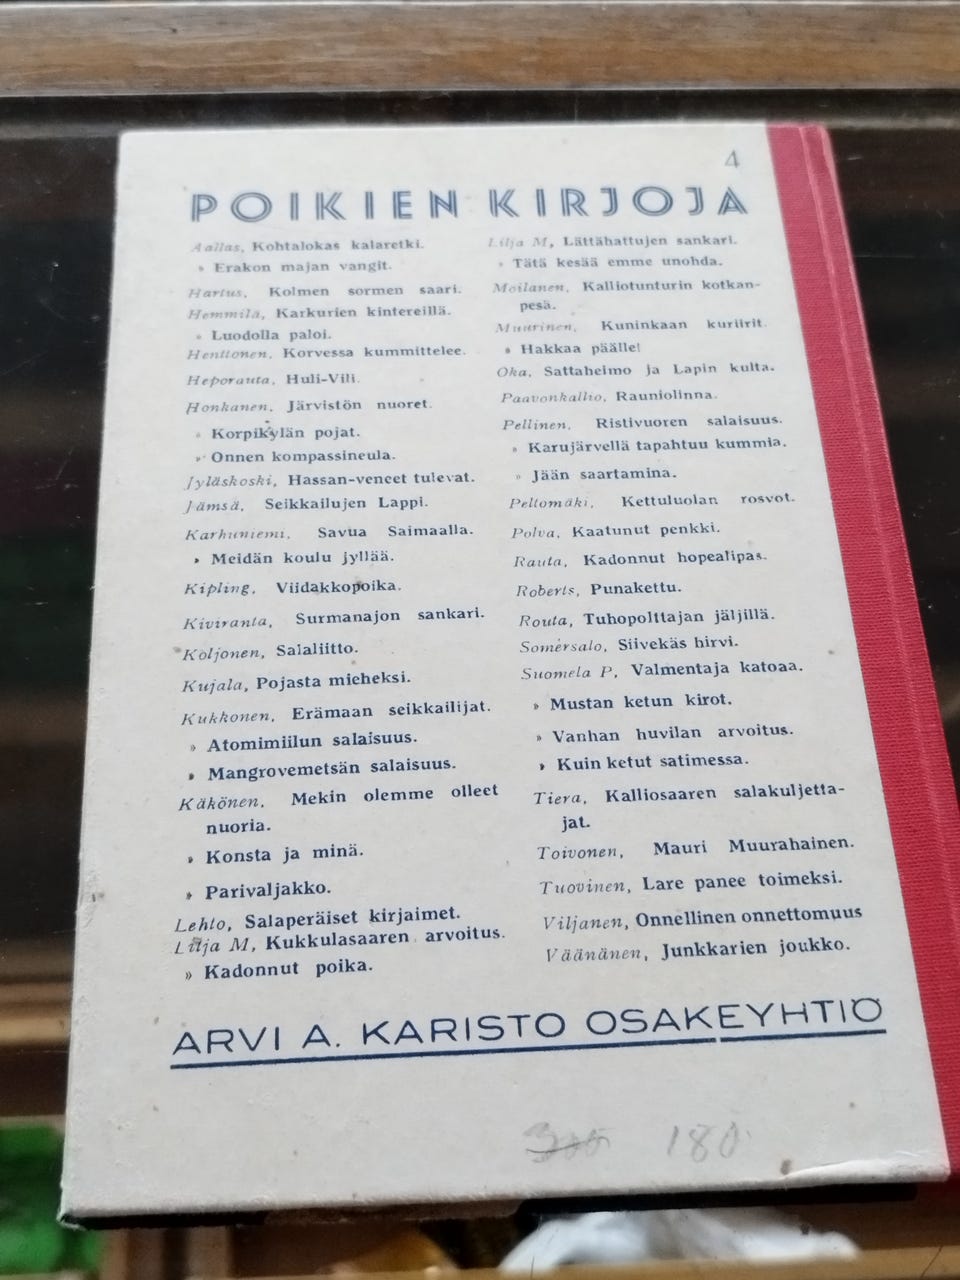 4
POIKIEN KIRJOJA
Aallas, Kohtalokas kalaretki.
» Erakon majan vangit.
Hartus, Kolmen sormen saari.
Hemmilä, Karkurien kintereillä.
» Luodolla paloi.
Henttonen, Korvessa kummittelee.
Heporauta, Huli-Vili.
Honkanen, Järvistön nuoret.
» Korpikylän pojat.
» Onnen kompassineula.
Jyläskoski, Hassan-veneet tulevat.
Jämsä, Seikkailujen Lappi.
Karhuniemi, Savua Saimaalla.
» Meidän koulu jyllää.
Kipling, Viidakkopoika.
Kiviranta, Surmanajon sankari.
Koljonen, Salaliitto.
Kujala, Pojasta mieheksi.
Kukkonen, Erämaan seikkailijat.
» Atomimiilun salaisuus.
» Mangrovemetsän salaisuus.
Käkönen, Mekin olemme olleet
nuoria.
» Konsta ja minä.
» Parivaljakko.
Lehto, Salaperäiset kirjaimet.
Lilja M, Kukkulasaaren arvoitus.
» Kadonnut poika.
Lilja M, Lättähattujen sankari.
» Tätä kesää emme unohda.
Moilanen, Kalliotunturin kotkan-
pesä.
Muurinen, Kuninkaan kuriirit.
» Hakkaa päälle!
Oka, Sattaheimo ja Lapin kulta.
Paavonkallio, Rauniolinna.
Pellinen, Ristivuoren salaisuus.
» Karujärvellä tapahtuu kummia.
» Jään saartamina.
Peltomäki, Kettuluolan rosvot.
Polva, Kaatunut penkki.
Rauta, Kadonnut hopealipas.
Roberts, Punakettu.
Routa, Tuhopolttajan jäljillä.
Somersalo, Siivekäs hirvi.
Suomela P, Valmentaja katoaa.
» Mustan ketun kirot.
» Vanhan huvilan arvoitus.
» Kuin ketut satimessa.
Tiera, Kalliosaaren salakuljetta-
jat.
Toivonen, Mauri Muurahainen.
Tuovinen, Lare panee toimeksi.
Viljanen, Onnellinen onnettomuus
Väänänen, Junkkarien joukko.
ARVI A. KARISTO OSAKEYHTIÖ
180